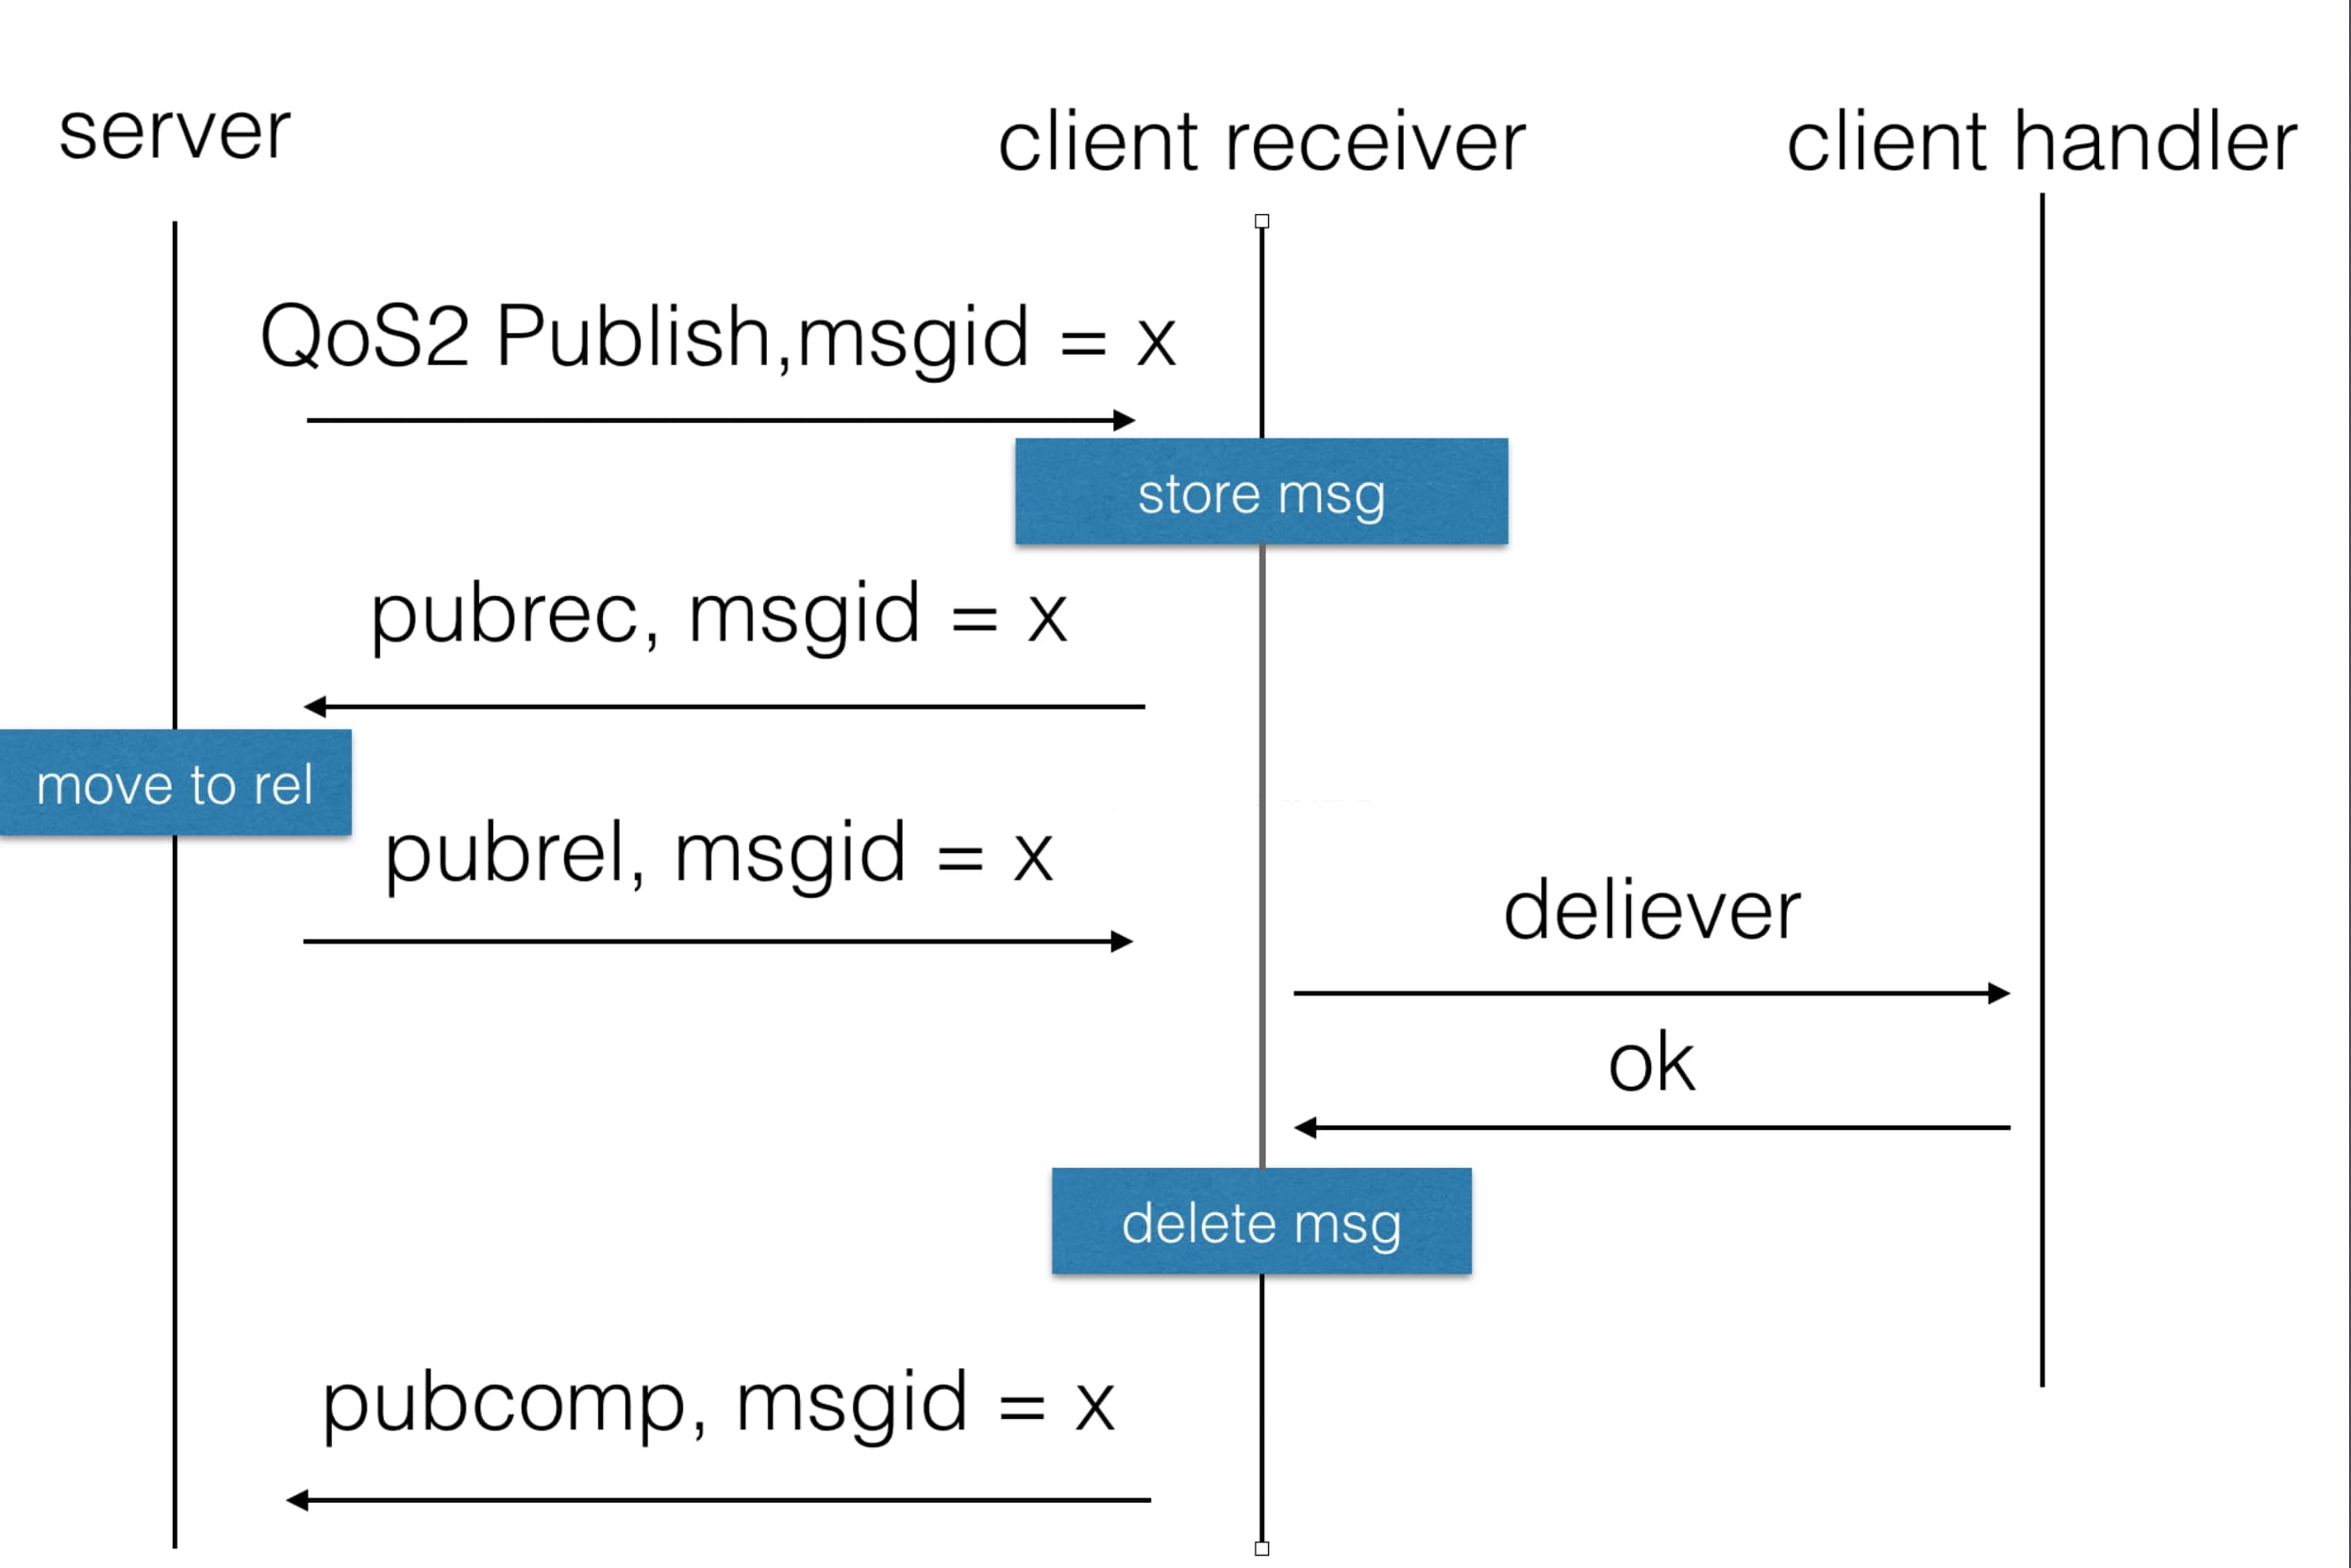 server
client receiver
client handler
QoS2 Publish,msgid = x
store msg
pubrec, msgid = x
move to rel
pubrel, msgid = x
deliever
ok
delete msg
pubcomp, msgid = x